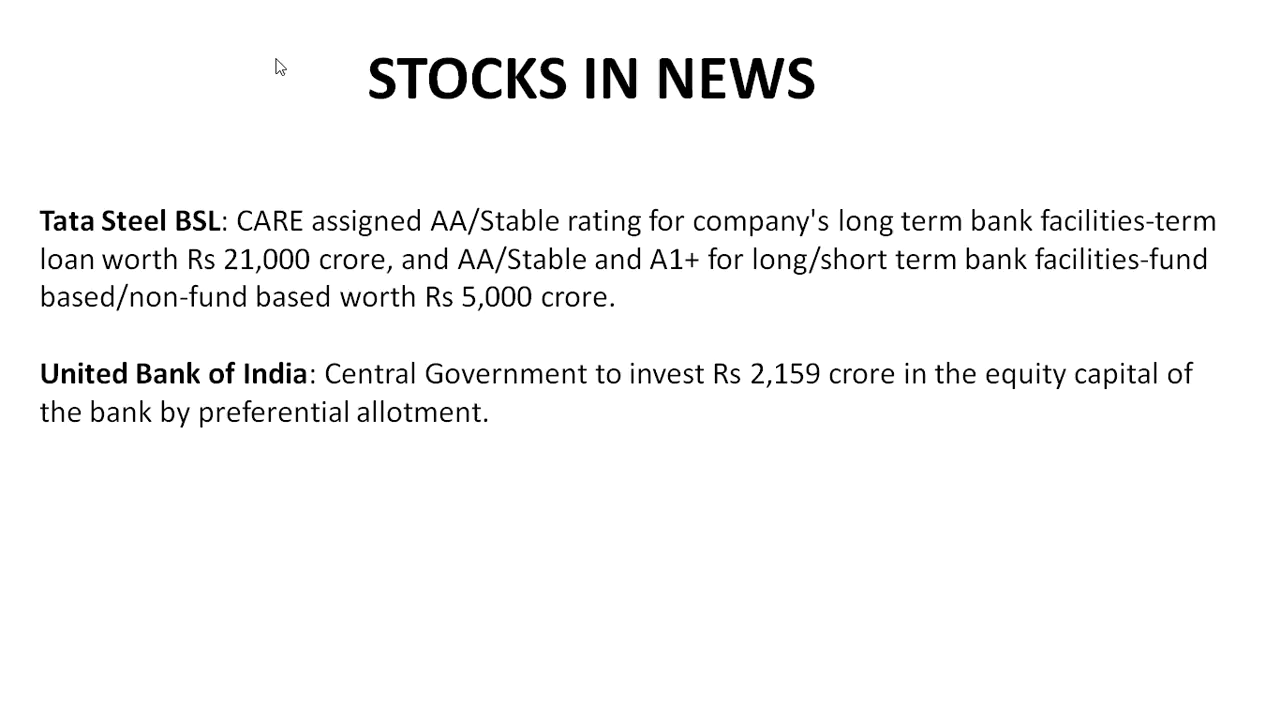 STOCKS IN NEWS
Tata Steel BSL: CARE assigned AA/Stable rating for company's long term bank facilities-term
loan worth Rs 21,000 crore, and AA/Stable and A1+ for long/short term bank facilities-fund
based/non-fund based worth Rs 5,000 crore.
United Bank of India: Central Government to invest Rs 2,159 crore in the equity capital of
the bank by preferential allotment.